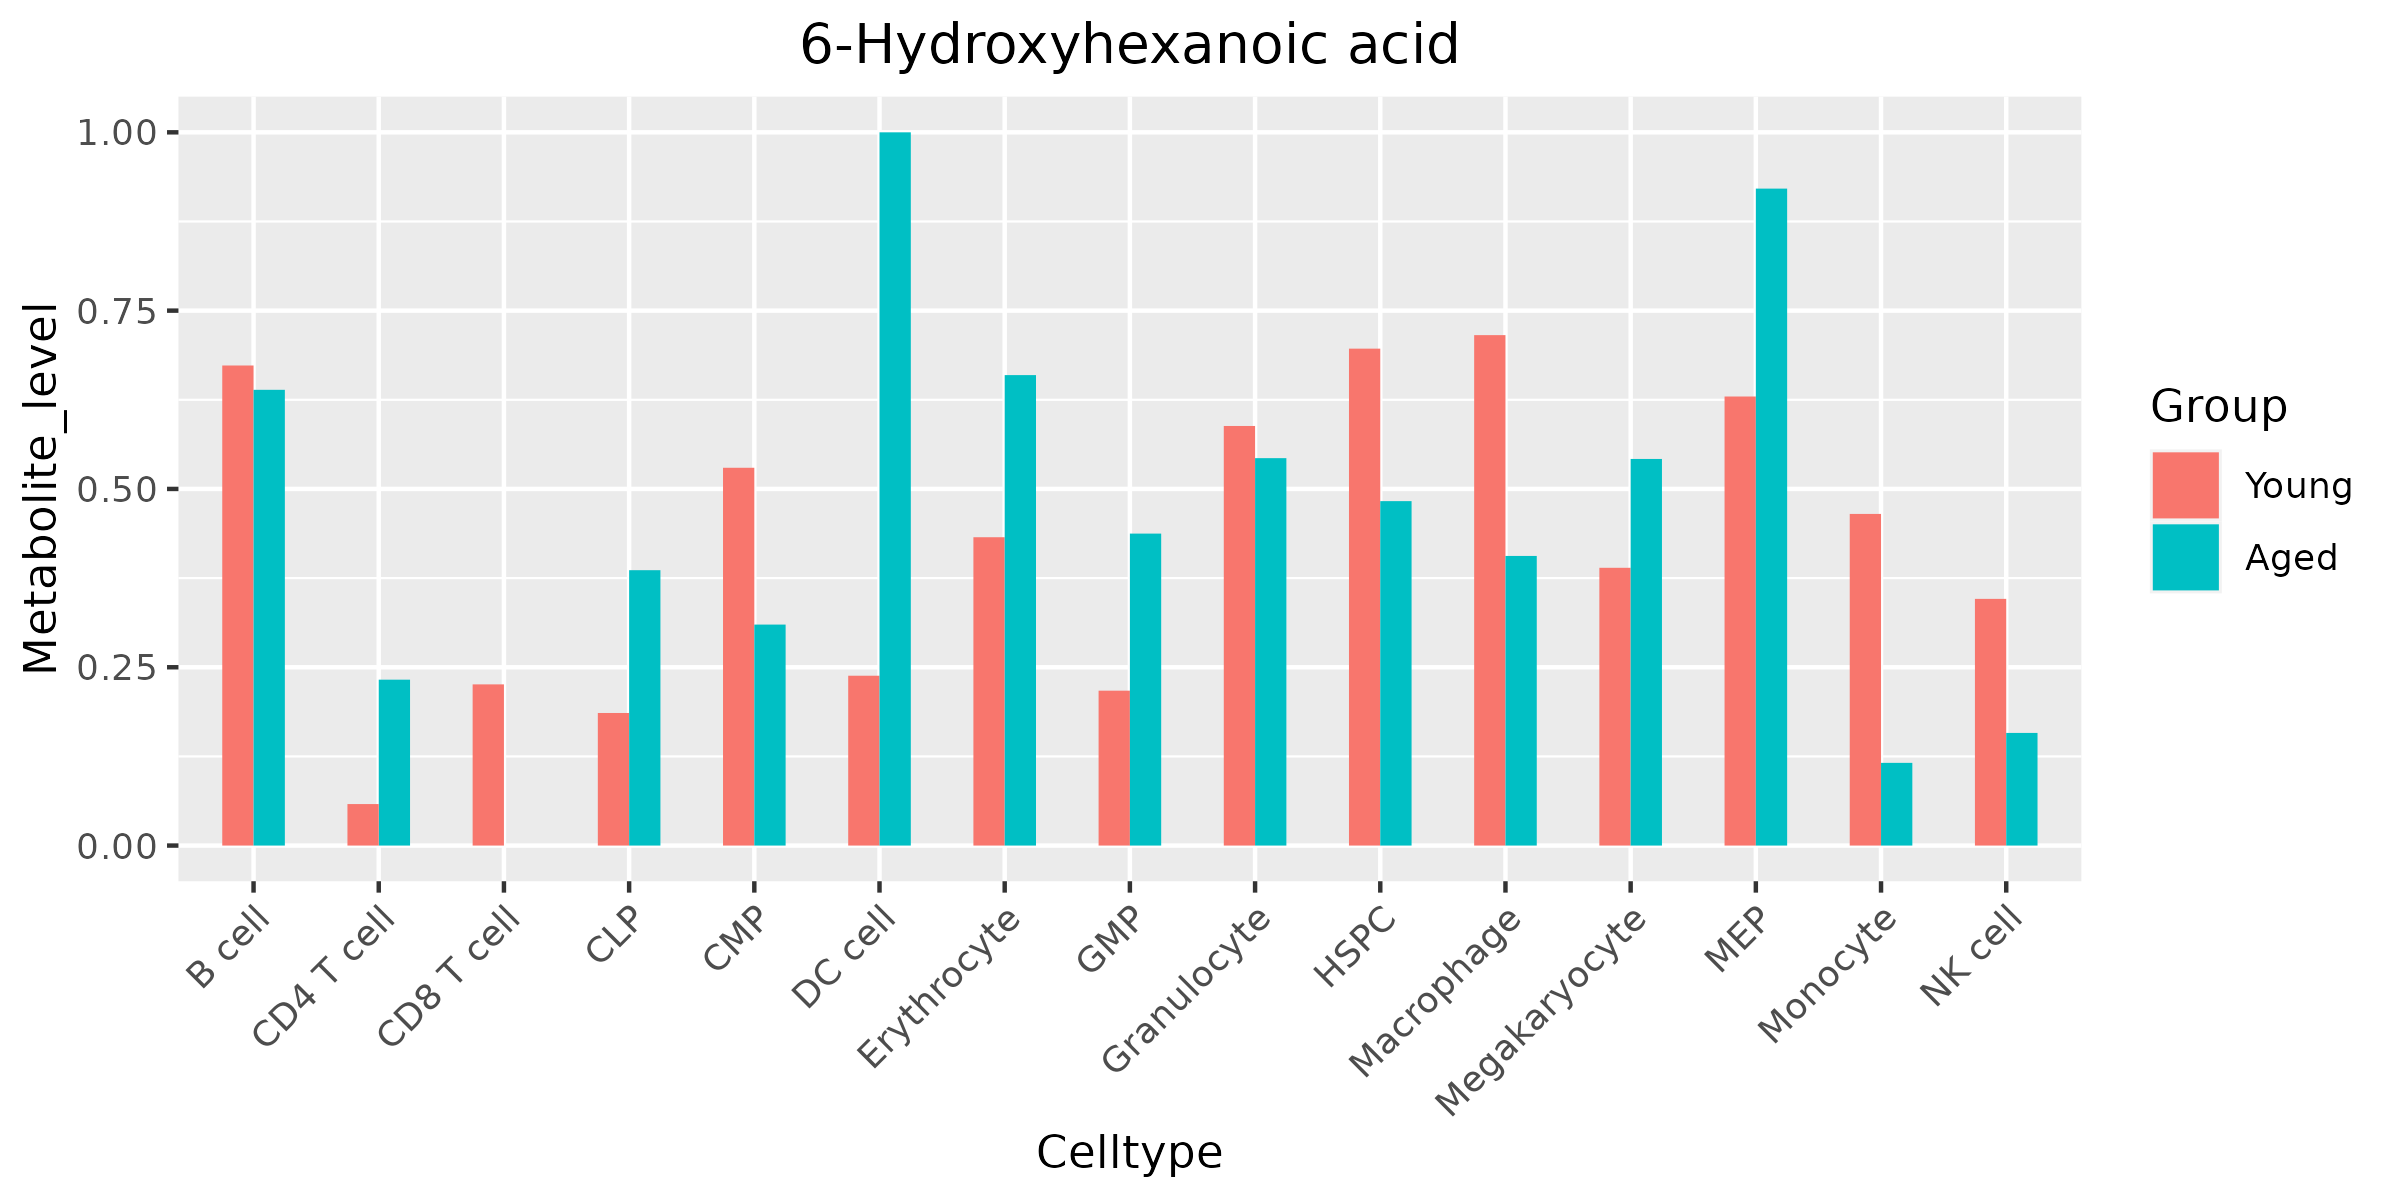 6-Hydroxyhexanoic acid
Metabolite_level
1.00
0.75
0.50
0.25
0.00
B cell
CD4 T cell
CD8 T cell
CLP
CMP
DC cell
Erythrocyte
GMP
Granulocyte
HSPC
Macrophage
Megakaryocyte
MEP
Monocyte
NK cell
Celltype
Group
Young
Aged